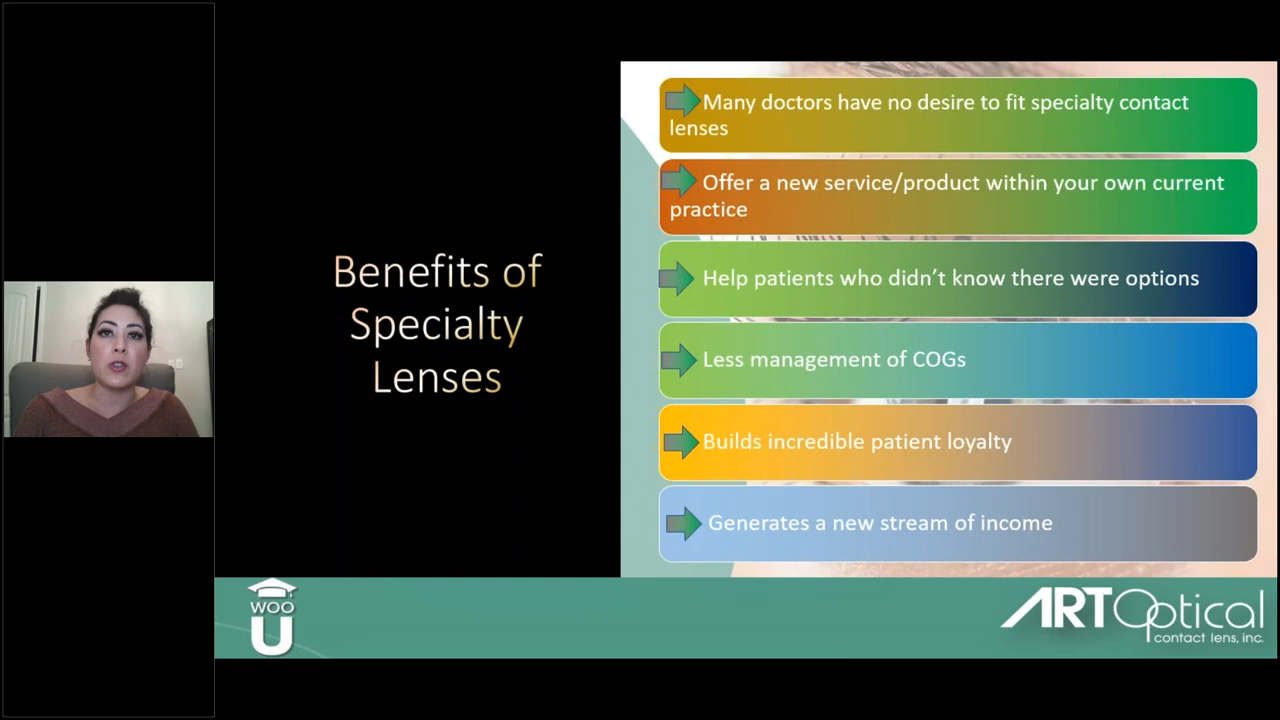 Benefits of
Specialty
Lenses
Many doctors have no desire to fit specialty contact
lenses
Offer a new service/product within your own current
practice
Help patients who didn't know there were options
Less management of COGs
Builds incredible patient loyalty
Generates a new stream of income
WOO
U
ART Optical
contact lens, inc.